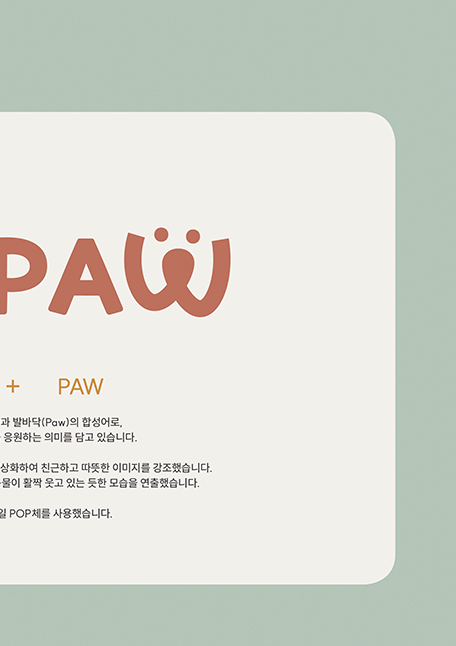 PAW
+ PAW
과 발바닥(Paw)의 합성어로,
응원하는 의미를 담고 있습니다.
상화하여 친근하고 따뜻한 이미지를 강조했습니다.
물이 활짝 웃고 있는 듯한 모습을 연출했습니다.
일 POP체를 사용했습니다.